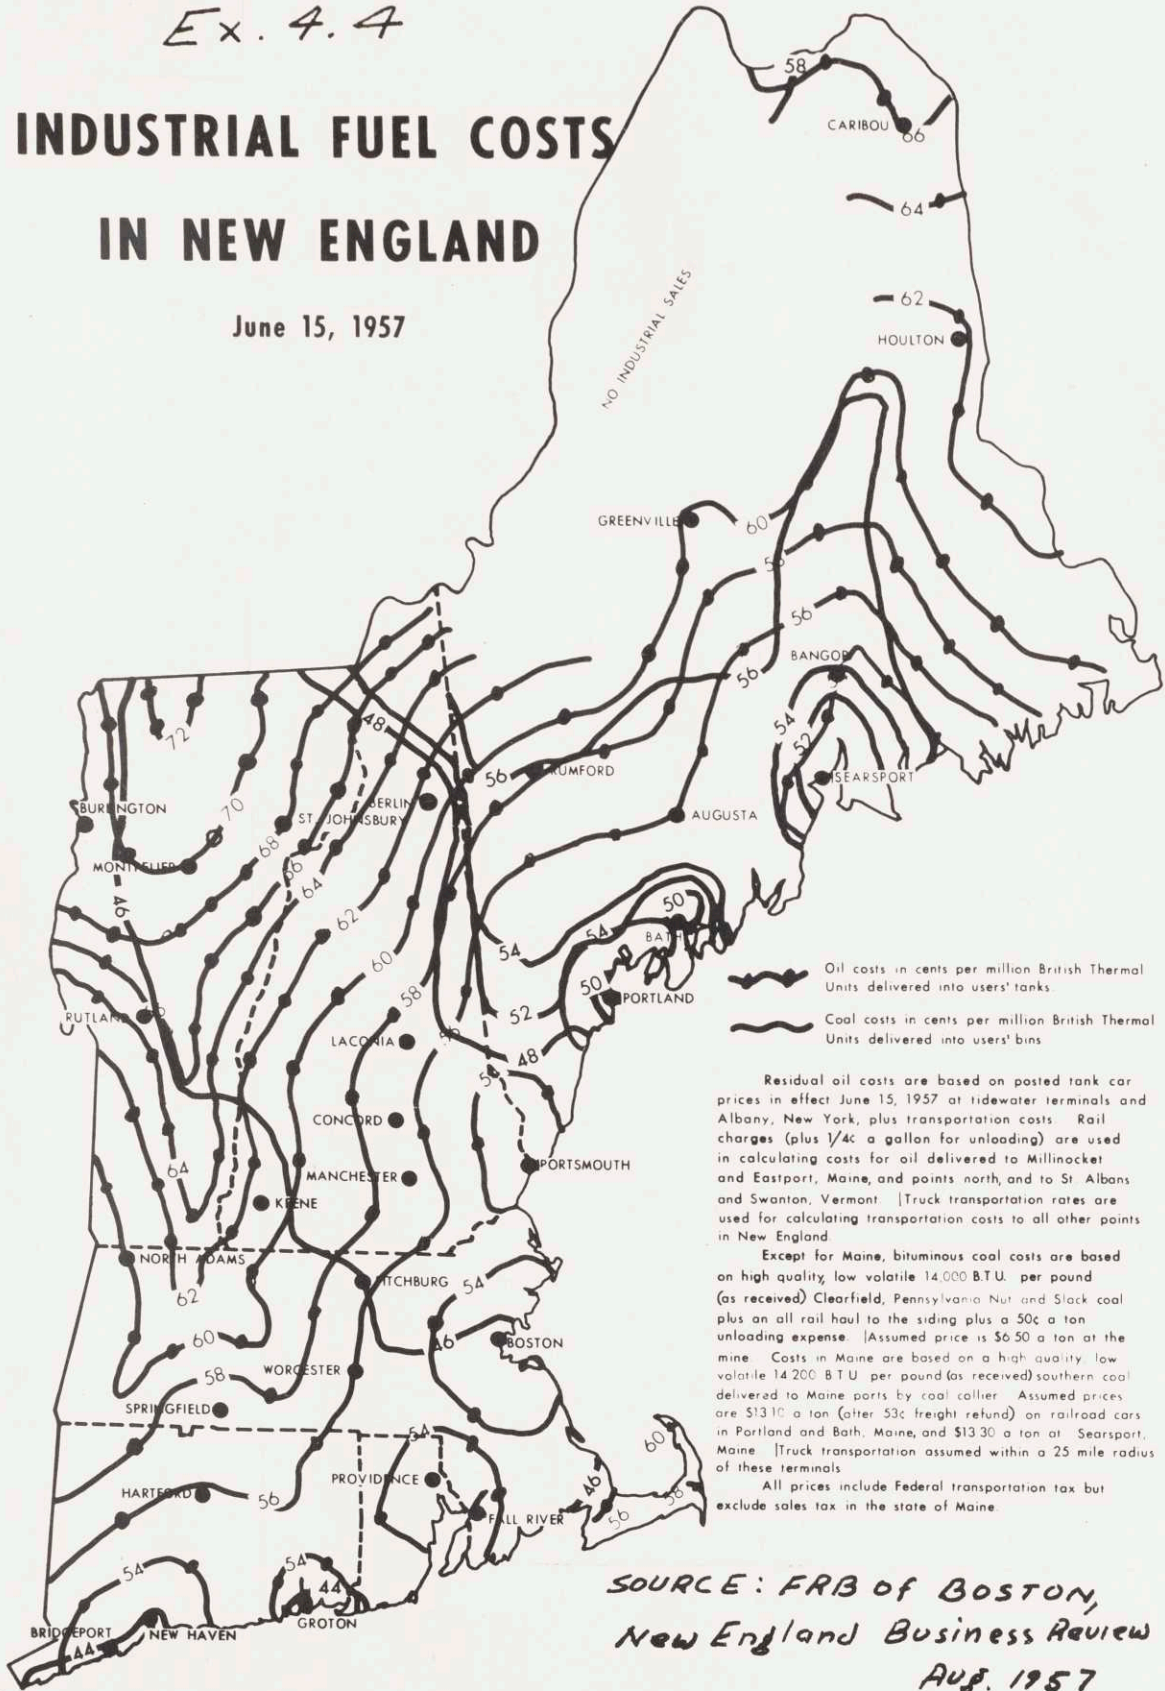 Ex. 4.4
INDUSTRIAL FUEL COSTS
IN NEW ENGLAND
June 15, 1957
58
CARIBOU
66
64
62
HOULTON
NO INDUSTRIAL SALES
GREENVILLE
60
56
56
BANGOR
48
72
54
52
56
RUMFORD
SEARSPORT
BURLINGTON
BERLIN
ST. JOHNSBURY
70
AUGUSTA
68
MONTPELIER
66
64
46
62
50
BATH
54
54
60
58
50
PORTLAND
52
RUTLAND
LACONIA
48
CONCORD
PORTSMOUTH
64
MANCHESTER
KEENE
NORTH ADAMS
FITCHBURG
54
62
60
46
BOSTON
58
WORCESTER
SPRINGFIELD
54
60
PROVIDENCE
46
HARTFORD
56
58
FALL RIVER
56
54
54
44
BRIDGEPORT
NEW HAVEN
GROTON
44
Oil costs in cents per million British Thermal
Units delivered into users' tanks
Coal costs in cents per million British Thermal
Units delivered into users' bins
Residual oil costs are based on posted tank car
prices in effect June 15, 1957 at tidewater terminals and
Albany, New York, plus transportation costs Rail
charges (plus 1/4¢ a gallon for unloading) are used
in calculating costs for oil delivered to Millinocket
and Eastport, Maine, and points north, and to St. Albans
and Swanton, Vermont. |Truck transportation rates are
used for calculating transportation costs to all other points
in New England
Except for Maine, bituminous coal costs are based
on high quality, low volatile 14,000 B.T.U. per pound
(as received) Clearfield, Pennsylvania Nut and Slack coal
plus an all rail haul to the siding plus a 50¢ a ton
unloading expense. |Assumed price is $6.50 a ton at the
mine Costs in Maine are based on a high quality, low
volatile 14 200 B T U per pound (as received) southern coal
delivered to Maine ports by coal collier Assumed prices
are $13 10 a ton (after 53¢ freight refund) on railroad cars
in Portland and Bath, Maine, and $13 30 a ton at Searsport,
Maine |Truck transportation assumed within a 25 mile radius
of these terminals
All prices include Federal transportation tax but
exclude sales tax in the state of Maine.
SOURCE: FRB of BOSTON,
New England Business Review
Aug. 1957